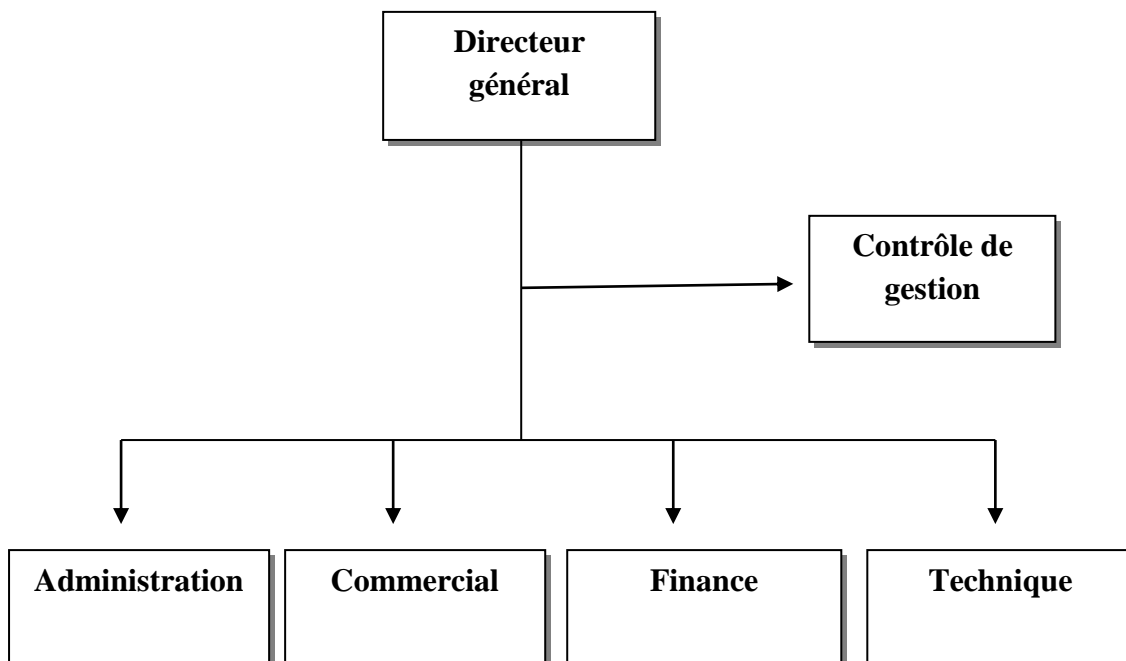 Directeur
général
Contrôle de
gestion
Administration
Commercial
Finance
Technique